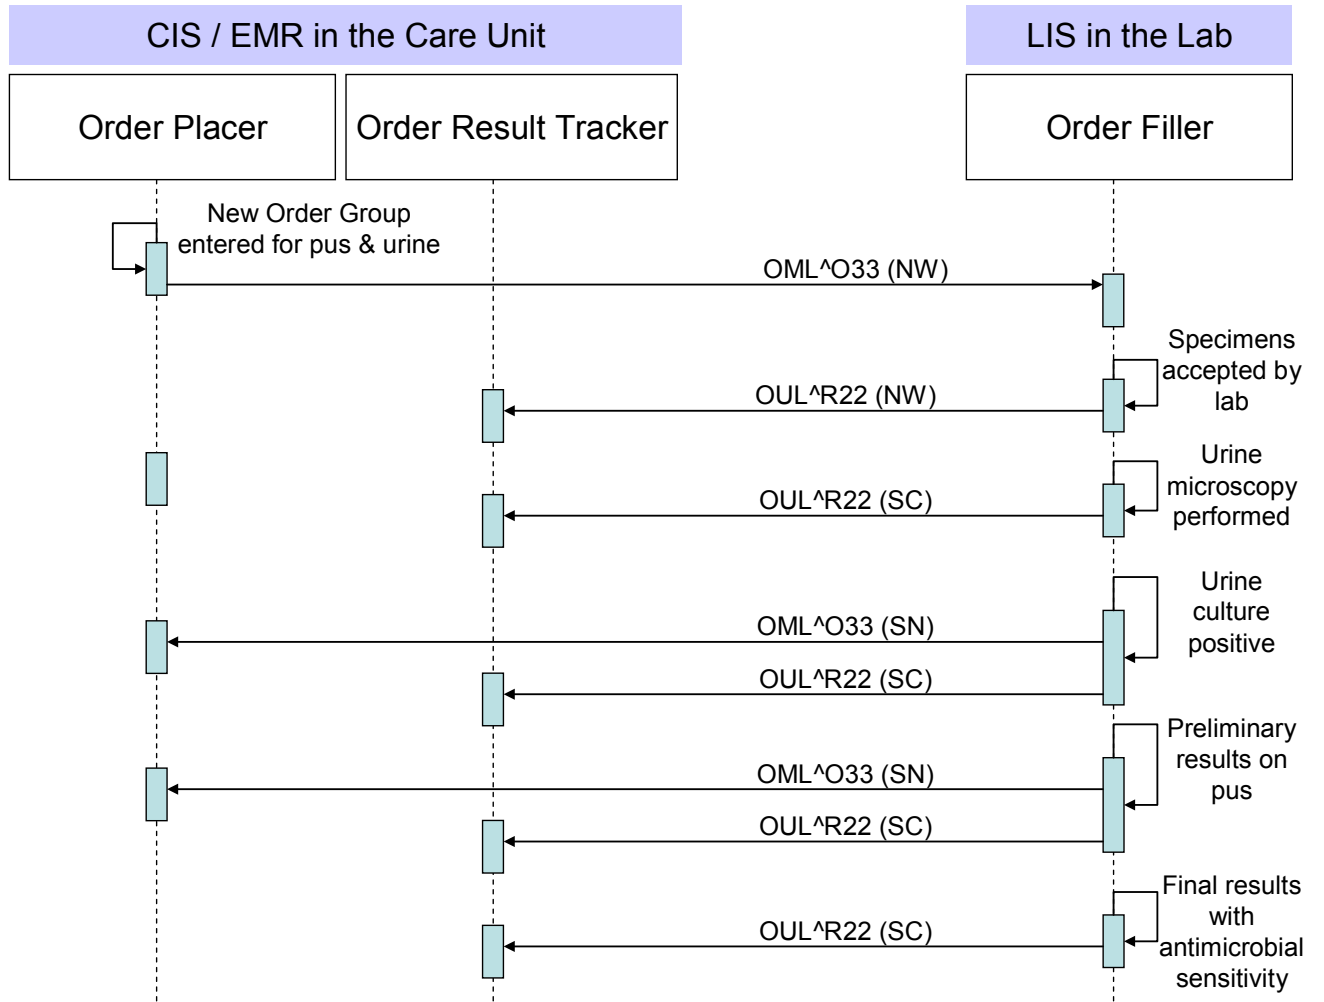 CIS / EMR in the Care Unit
LIS in the Lab
Order Placer
Order Result Tracker
Order Filler
New Order Group
entered for pus & urine
OML^O33 (NW)
Specimens
accepted by
lab
OUL^R22 (NW)
Urine
microscopy
performed
OUL^R22 (SC)
Urine
culture
positive
OML^O33 (SN)
OUL^R22 (SC)
Preliminary
results on
pus
OML^O33 (SN)
OUL^R22 (SC)
Final results
with
antimicrobial
sensitivity
OUL^R22 (SC)